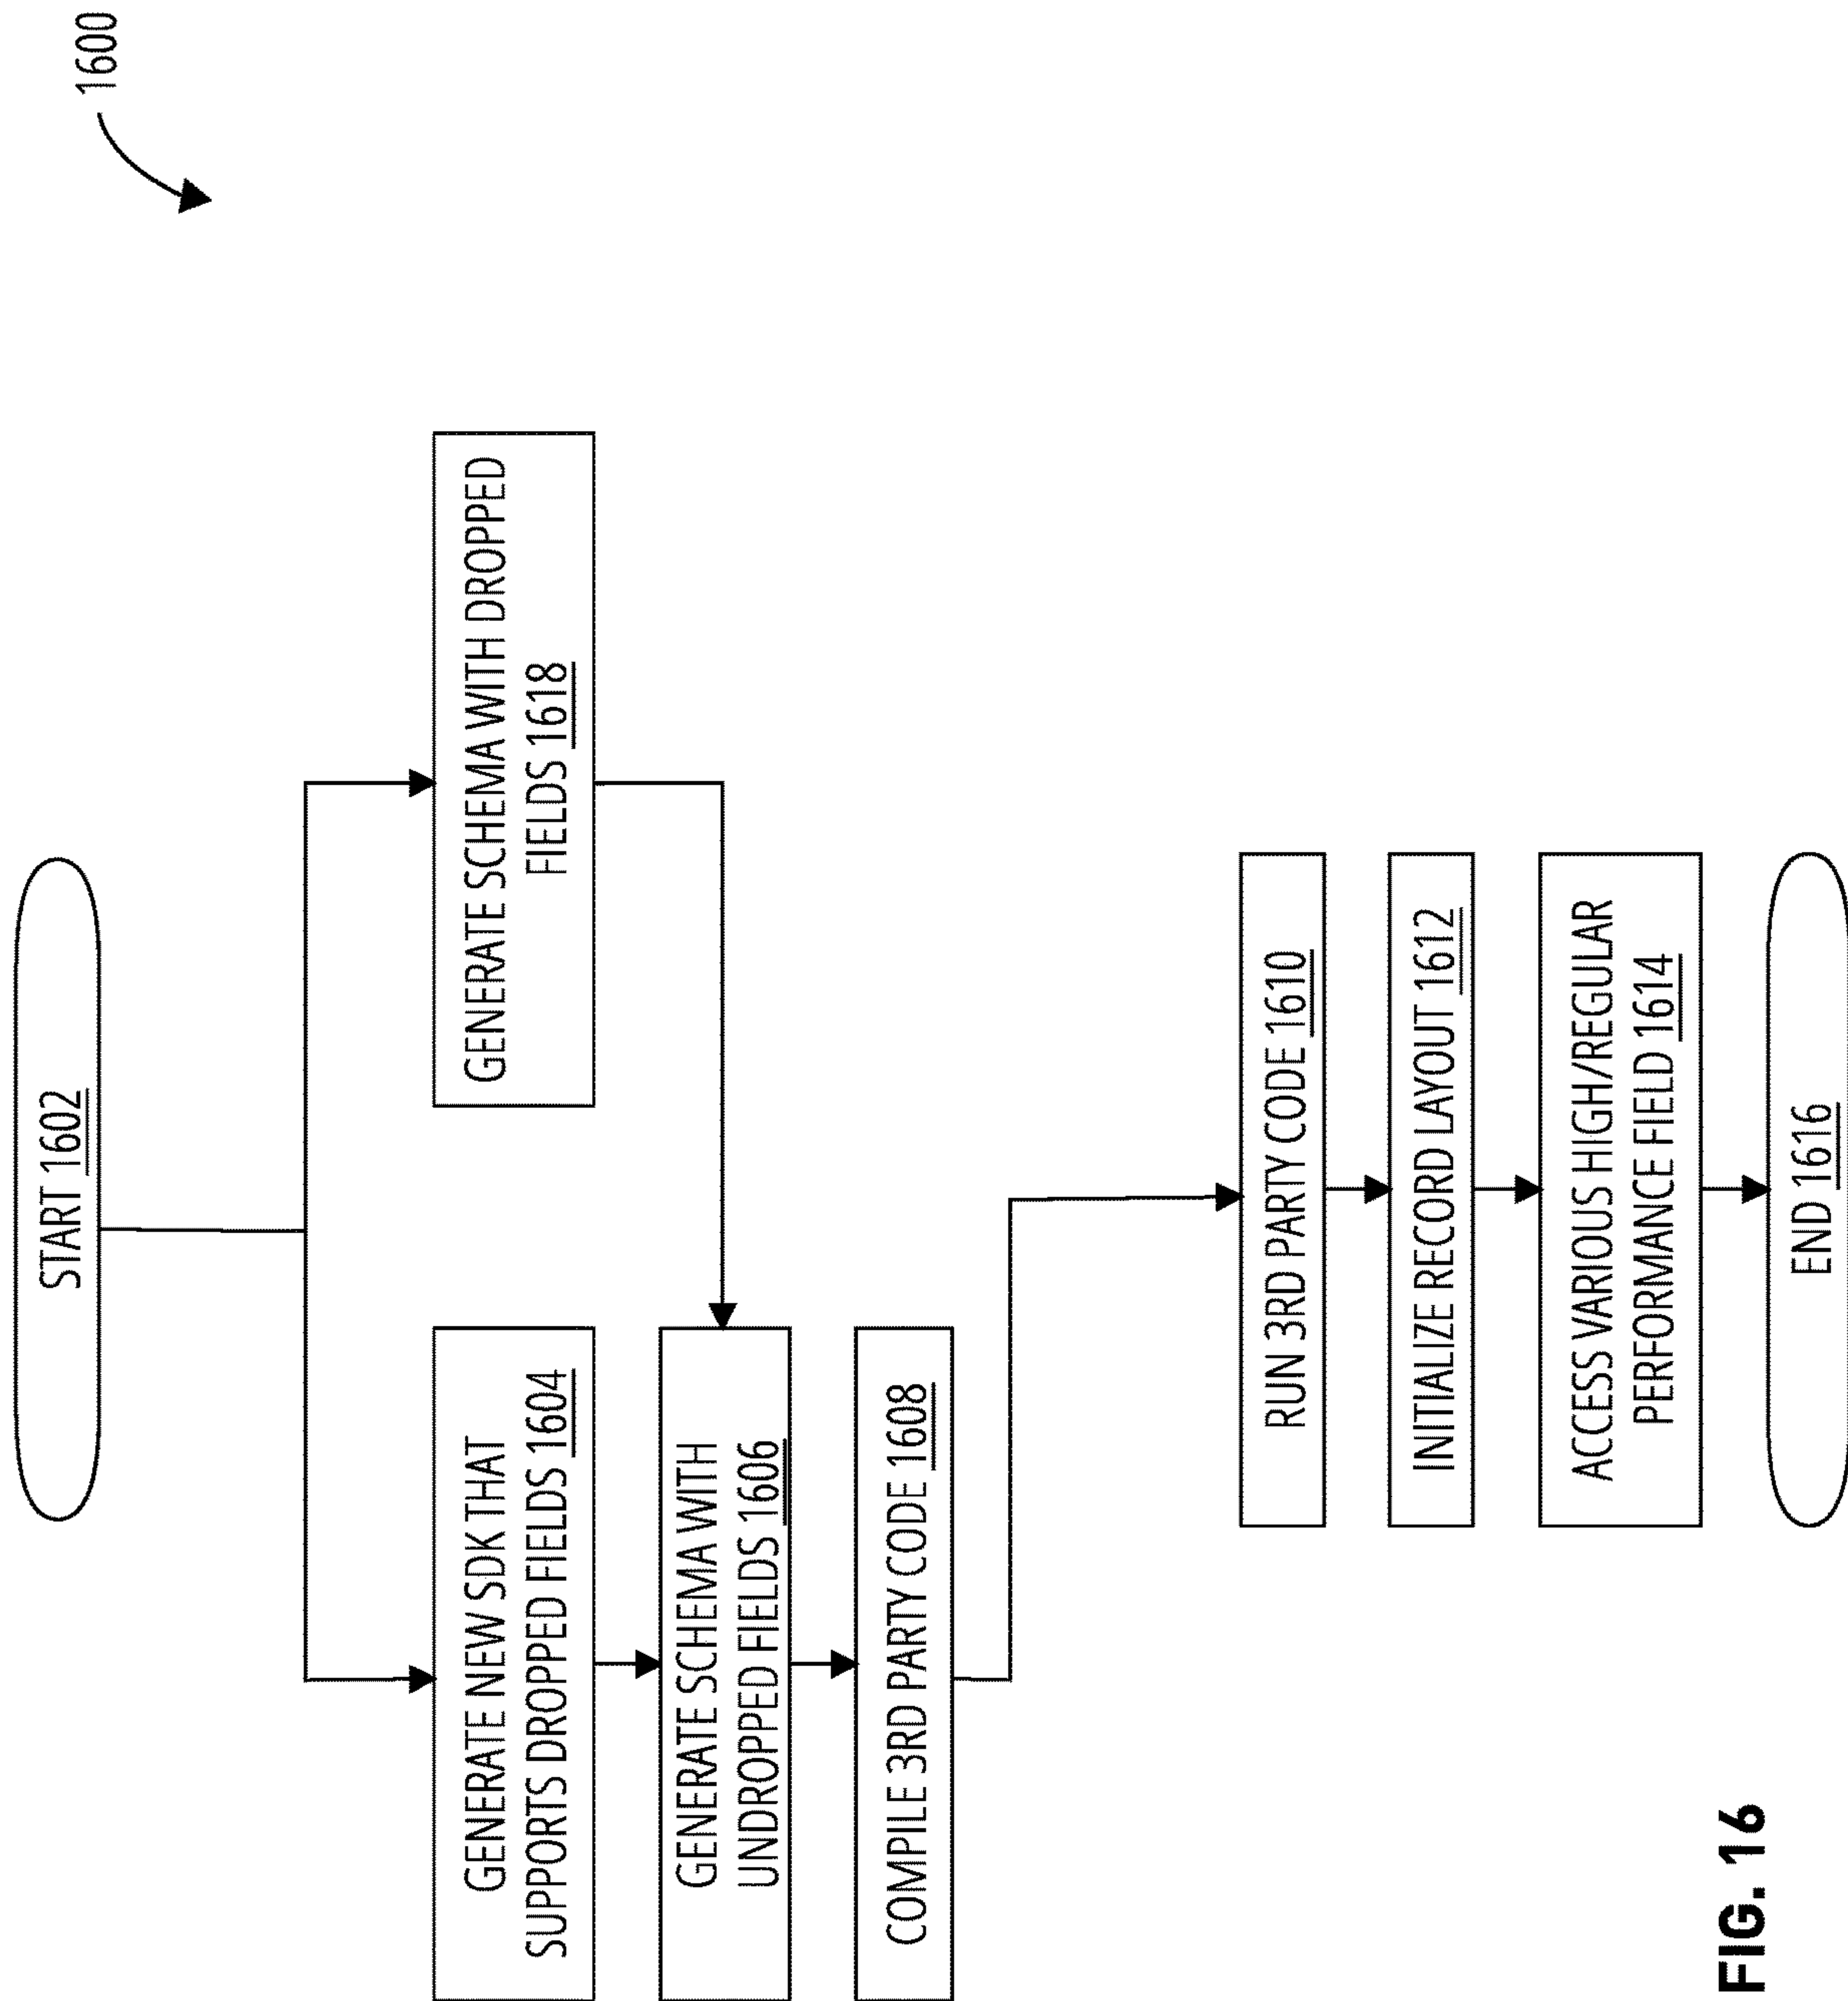 1600
START 1602
GENERATE NEW SDK THAT
SUPPORTS DROPPED FIELDS 1604
GENERATE SCHEMA WITH DROPPED
FIELDS 1618
GENERATE SCHEMA WITH
UNDROPPED FIELDS 1606
COMPILE 3RD PARTY CODE 1608
RUN 3RD PARTY CODE 1610
INITIALIZE RECORD LAYOUT 1612
ACCESS VARIOUS HIGH/REGULAR
PERFORMANCE FIELD 1614
END 1616
FIG. 16